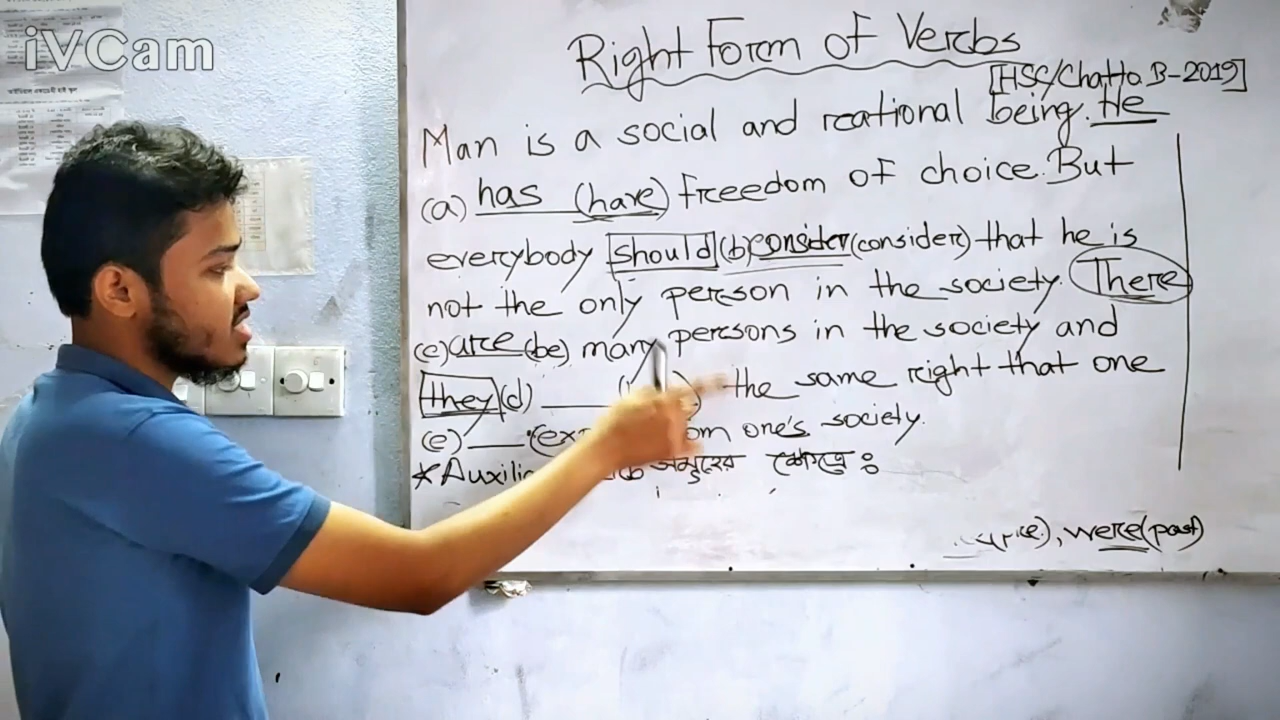 iVCam
Right Form of Verbs
[HSC/Chatto. B-2019]
Man is a social and rational being. He
(a) has (have) freedom of choice. But
everybody should (b) consider (consider) that he is
not the only person in the society. There
(c) are (be) many persons in the society and
they (d) the same right that one
(e) from one's society.
সমূহের ক্ষেত্রে :
were (past)